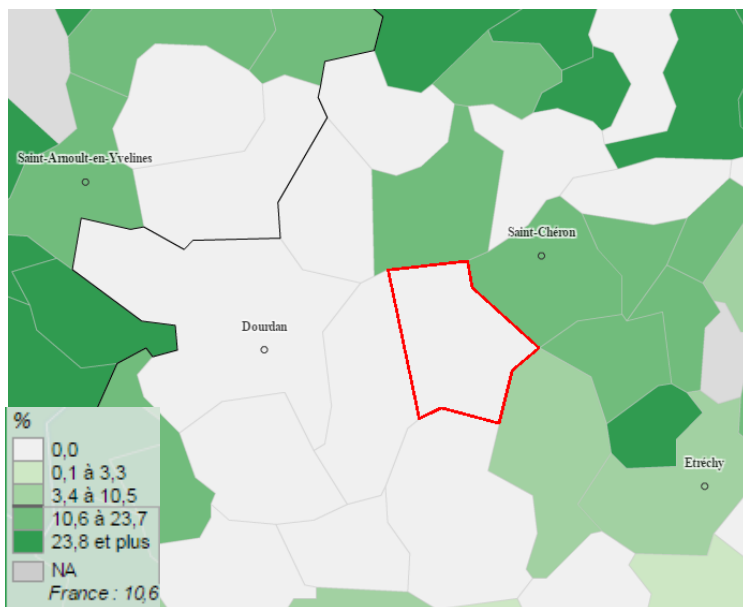 Saint-Arnoult-en-Yvelines
Saint-Chéron
Dourdan
Etréchy
%
0,0
0,1 à 3,3
3,4 à 10,5
10,6 à 23,7
23,8 et plus
NA
France : 10,6